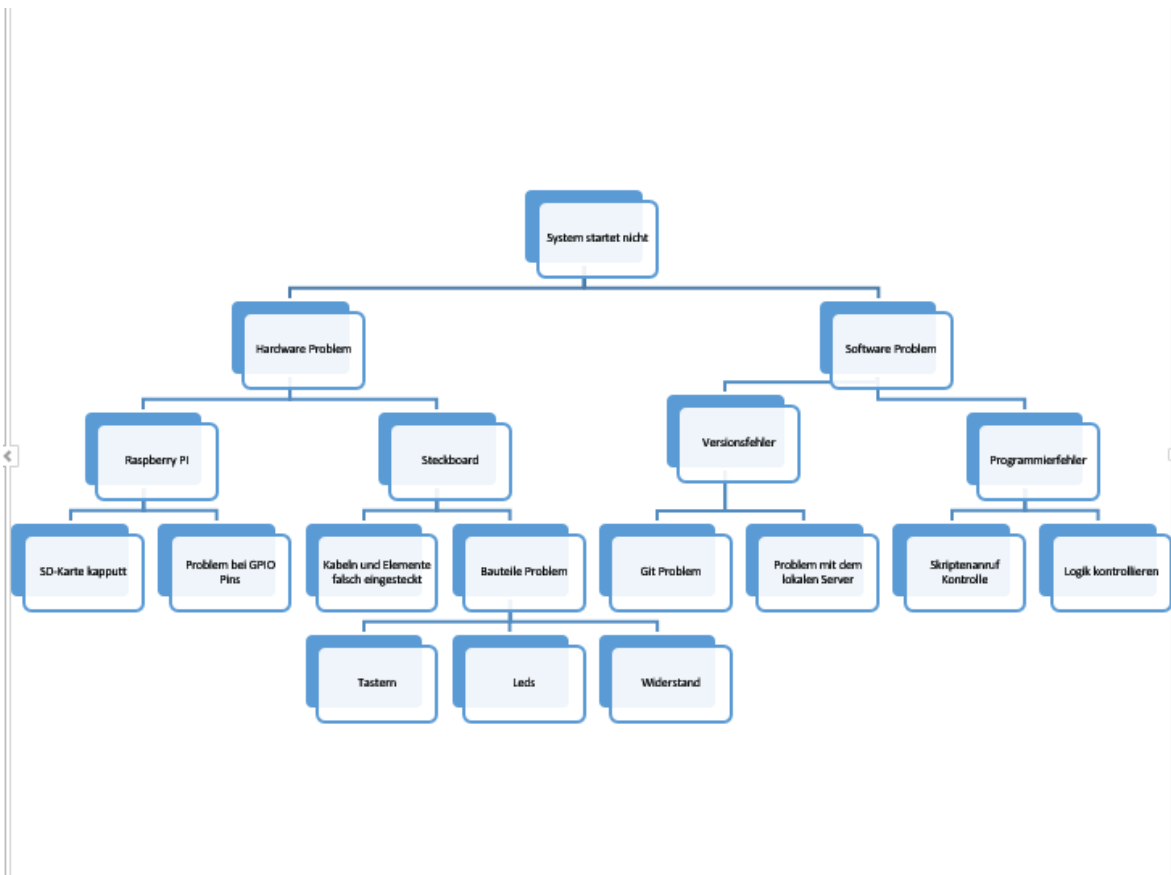 System startet nicht
Hardware Problem
Software Problem
Raspberry PI
Steckboard
Versionsfehler
Programmierfehler
SD-Karte kapputt
Problem bei GPIO
Pins
Kabeln und Elemente
falsch eingesteckt
Bauteile Problem
Git Problem
Problem mit dem
lokalen Server
Skriptenanruf
Kontrolle
Logik kontrollieren
Tastern
Leds
Widerstand